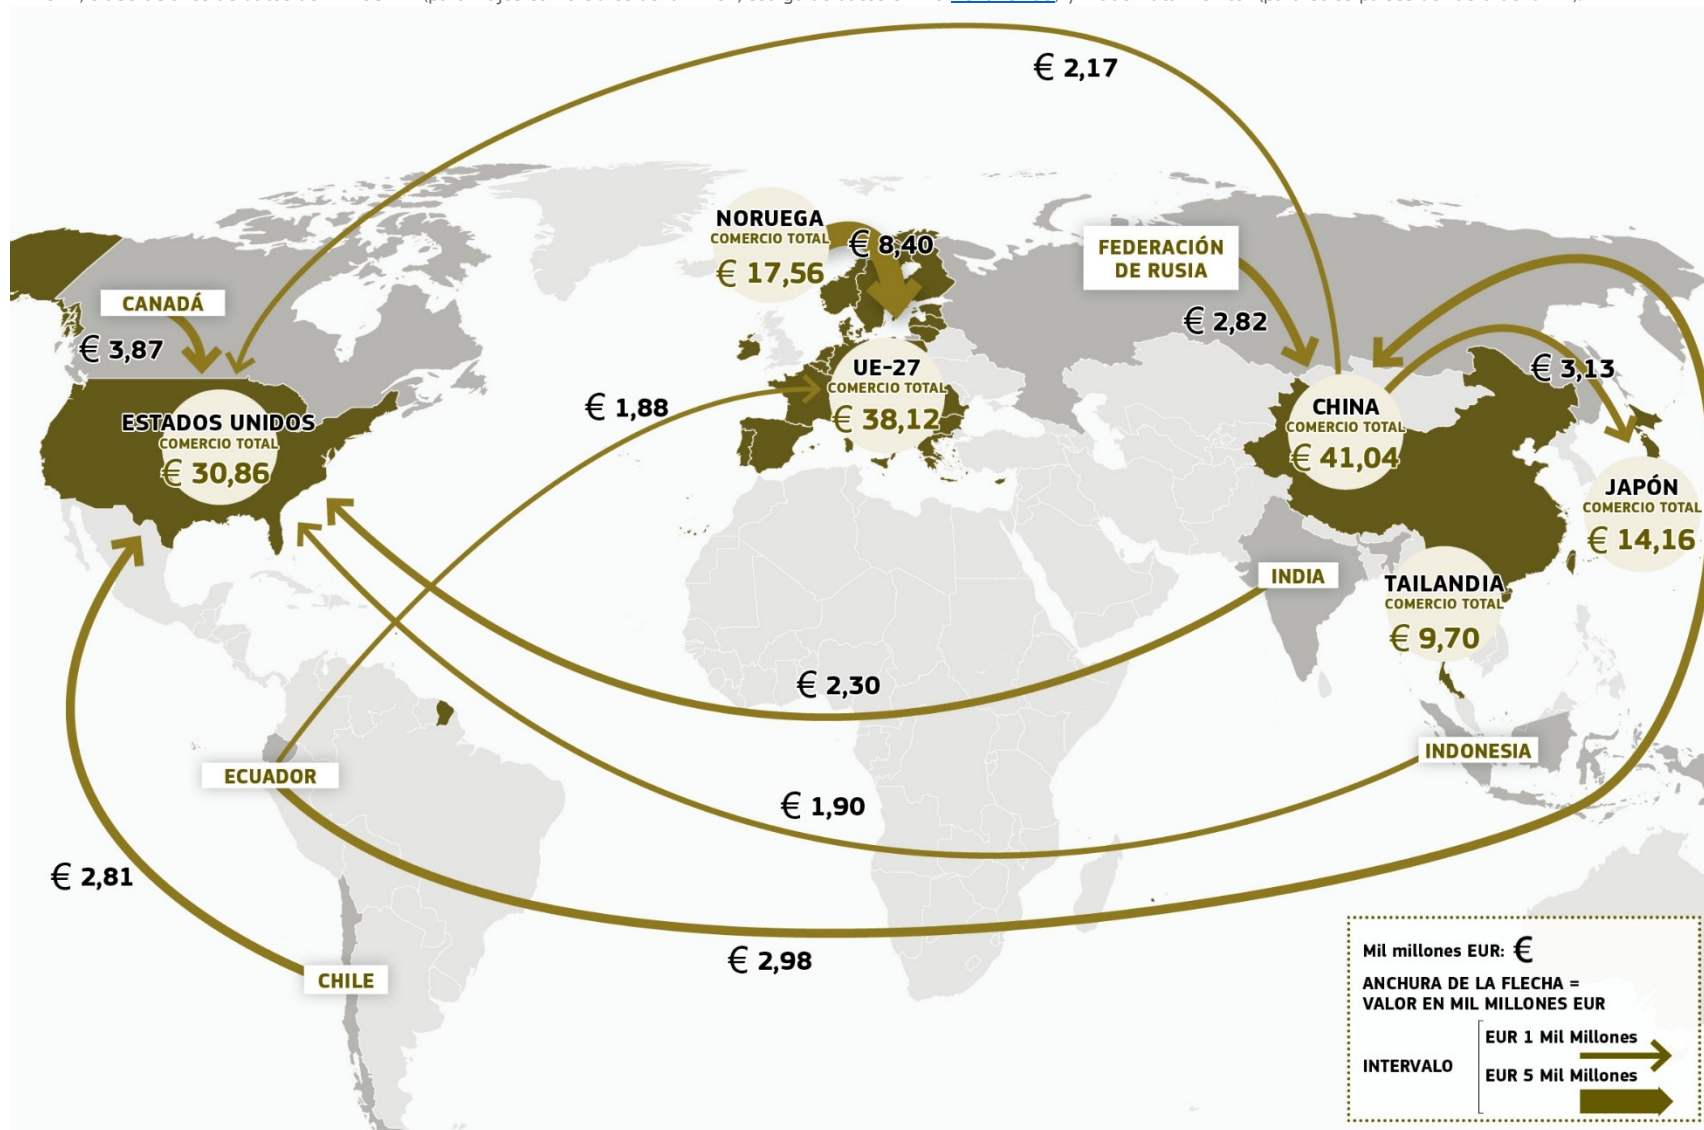 € 2,17
NORUEGA
COMERCIO TOTAL
€ 17,56
€ 8,40
FEDERACIÓN
DE RUSIA
CANADÁ
€ 3,87
€ 2,82
€ 3,13
UE-27
COMERCIO TOTAL
€ 38,12
€ 1,88
ESTADOS UNIDOS
COMERCIO TOTAL
€ 30,86
CHINA
COMERCIO TOTAL
€ 41,04
JAPÓN
COMERCIO TOTAL
€ 14,16
INDIA
TAILANDIA
COMERCIO TOTAL
€ 9,70
€ 2,30
INDONESIA
ECUADOR
€ 1,90
€ 2,81
€ 2,98
CHILE
Mil millones EUR: €
ANCHURA DE LA FLECHA =
VALOR EN MIL MILLONES EUR
INTERVALO
EUR 1 Mil Millones
EUR 5 Mil Millones